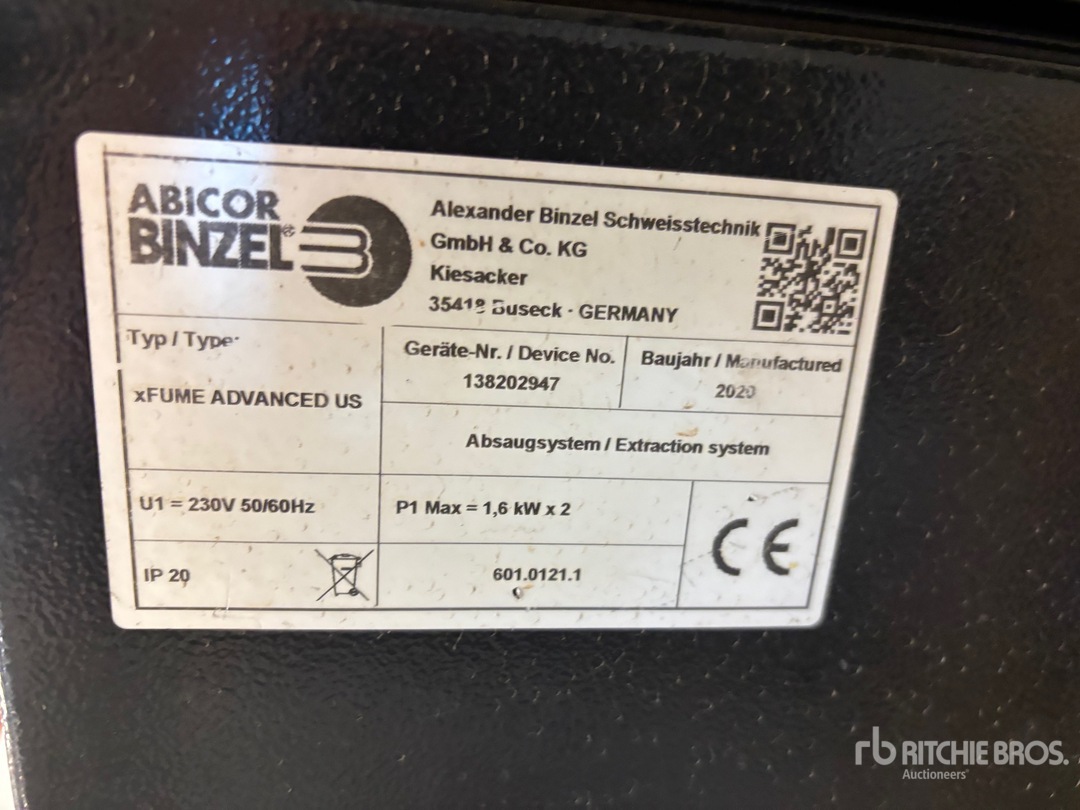 ABICOR
BINZEL®
Alexander Binzel Schweisstechnik
GmbH & Co. KG
Kiesacker
35418 Buseck · GERMANY
Typ / Type:
xFUME ADVANCED US
Geräte-Nr. / Device No.
138202947
Baujahr / Manufactured
2020
Absaugsystem / Extraction system
U1 = 230V 50/60Hz
P1 Max = 1,6 kW x 2
IP 20
601.0121.1
CE
rb RITCHIE BROS.
Auctioneers